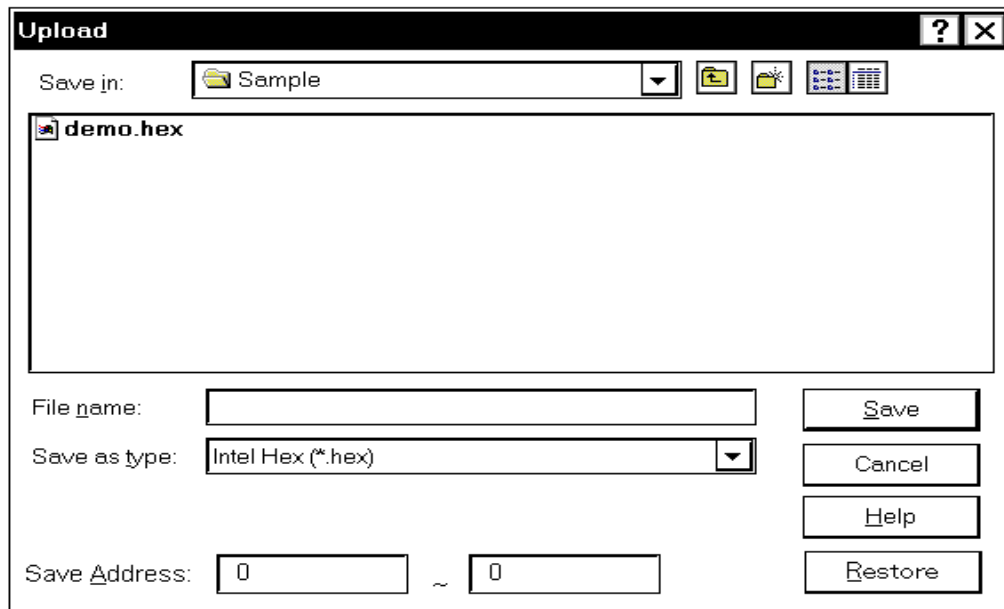 Upload ?
Save in: Sample
demo.hex
File name: Save
Save as type: Intel Hex (*.hex) Cancel
Help
Save Address: 0 ~ 0 Restore